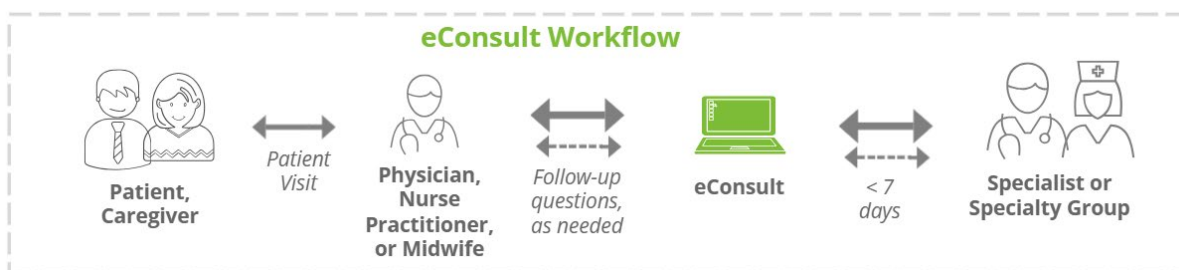 eConsult Workflow
Patient,
Caregiver
Patient
Visit
Physician,
Nurse
Practitioner,
or Midwife
Follow-up
questions,
as needed
eConsult
< 7
days
Specialist or
Specialty Group